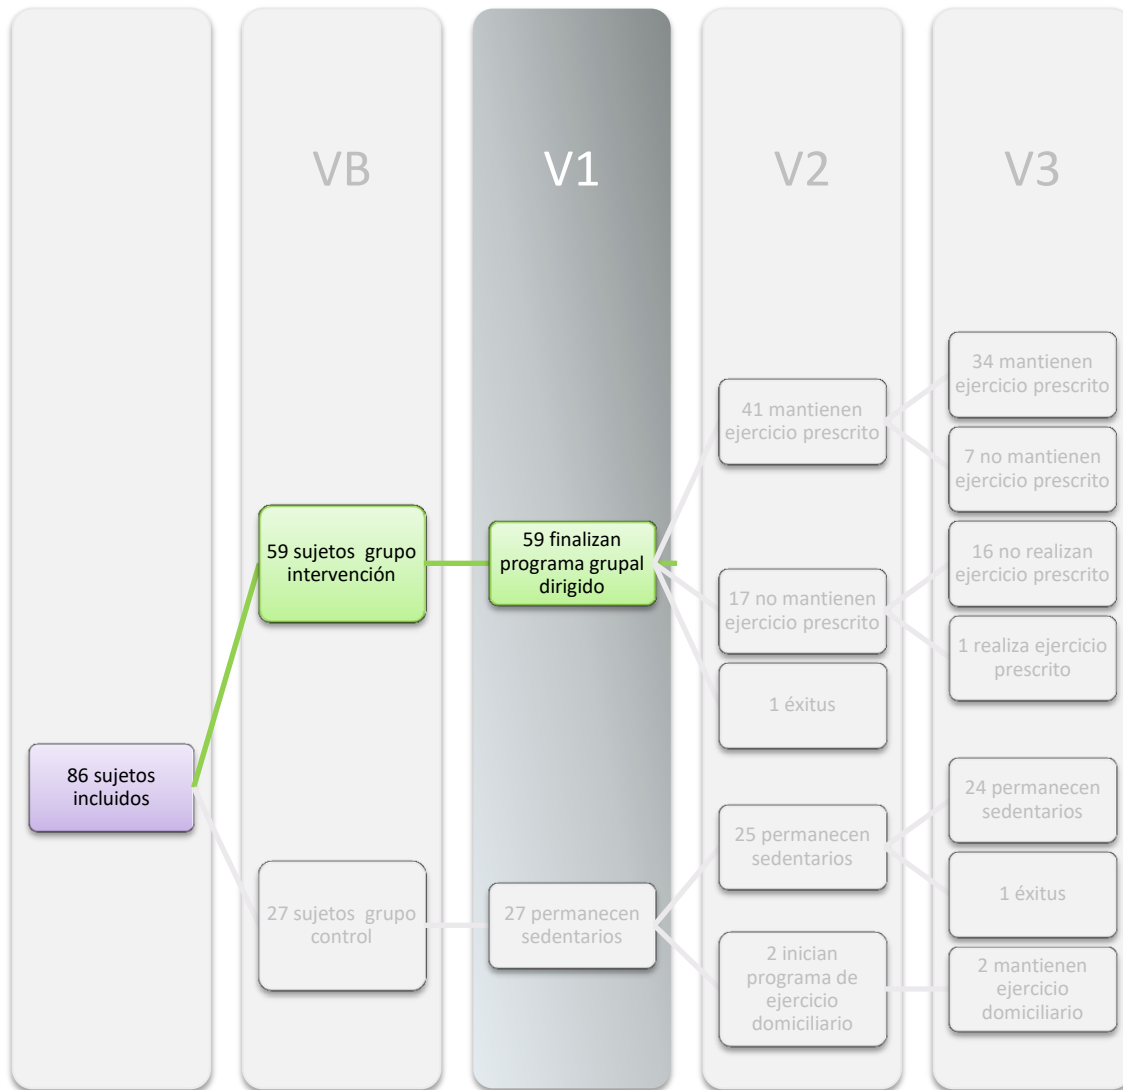 VB
V1
V2
V3
86 sujetos
incluidos
59 sujetos  grupo
intervención
27 sujetos  grupo
control
59 finalizan
programa grupal
dirigido
27 permanecen
sedentarios
41 mantienen
ejercicio prescrito
17 no mantienen
ejercicio prescrito
1 éxitus
25 permanecen
sedentarios
2 inician
programa de
ejercicio
domiciliario
34 mantienen
ejercicio prescrito
7 no mantienen
ejercicio prescrito
16 no realizan
ejercicio prescrito
1 realiza ejercicio
prescrito
24 permanecen
sedentarios
1 éxitus
2 mantienen
ejercicio
domiciliario